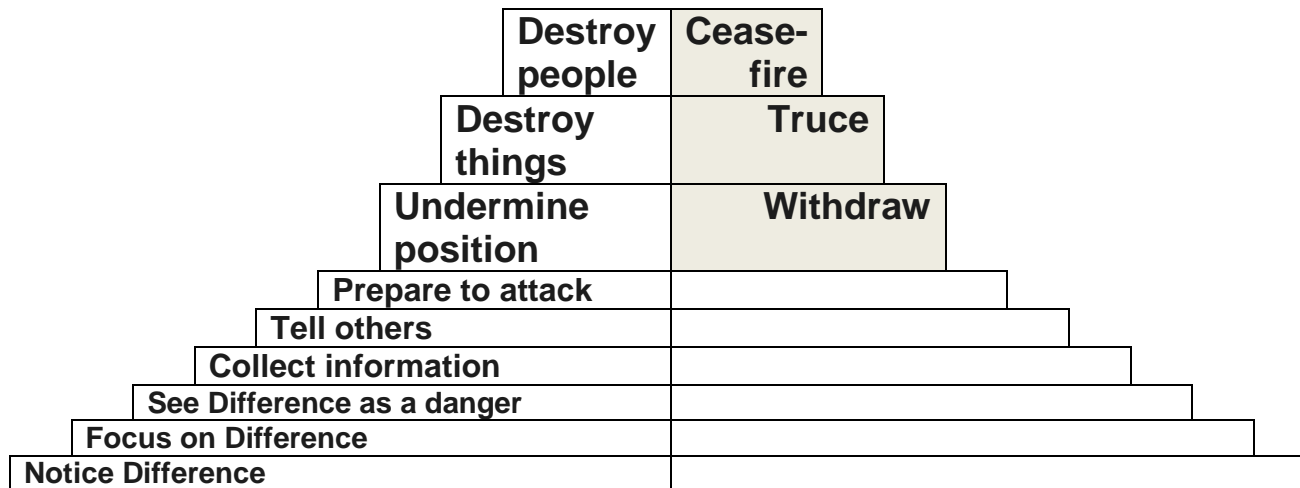 Destroy people
Cease-fire
Destroy things
Truce
Undermine position
Withdraw
Prepare to attack
Tell others
Collect information
See Difference as a danger
Focus on Difference
Notice Difference